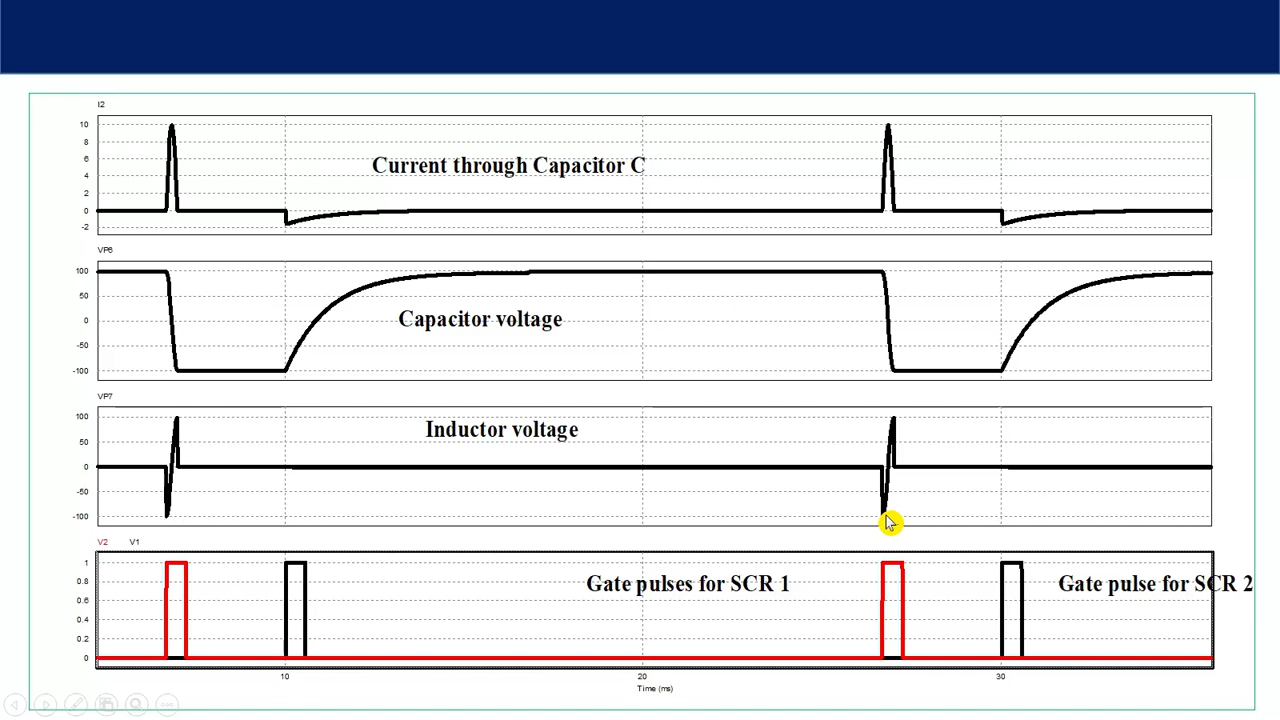 I2
10
8
6
4
2
0
-2
Current through Capacitor C
VP6
100
50
0
-50
-100
Capacitor voltage
VP7
100
50
0
-50
-100
Inductor voltage
V2 V1
1
0.8
0.6
0.4
0.2
0
Gate pulses for SCR 1
Gate pulse for SCR 2
10 20 30
Time (ms)